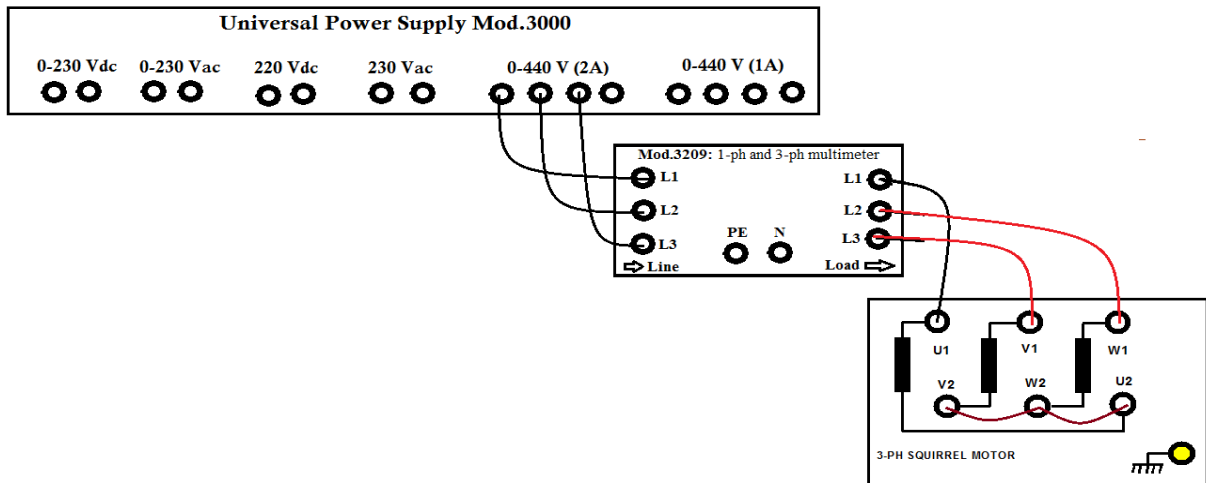 Universal Power Supply Mod.3000
0-230 Vdc 0-230 Vac 220 Vdc 230 Vac 0-440 V (2A) 0-440 V (1A)
Mod.3209: 1-ph and 3-ph multimeter
L1 L1
L2 L2
PE N
L3 L3
Line Load
U1 V1 W1
V2 W2 U2
3-PH SQUIRREL MOTOR